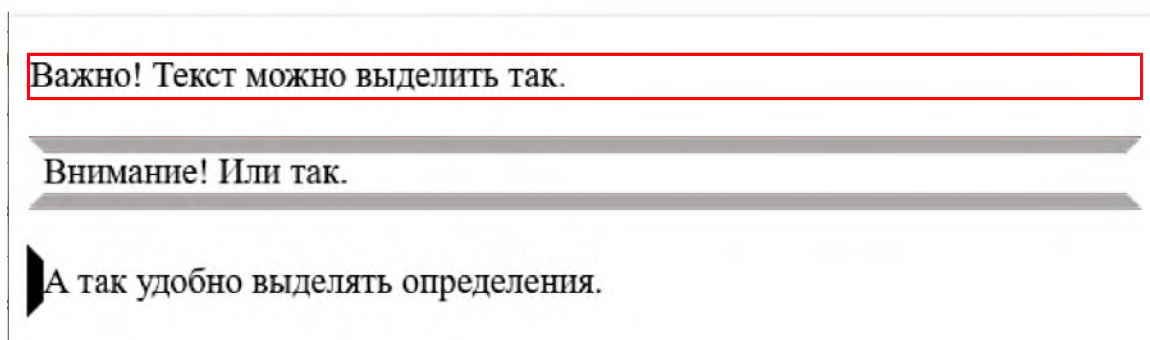 Важно! Текст можно выделить так.
Внимание! Или так.
А так удобно выделять определения.